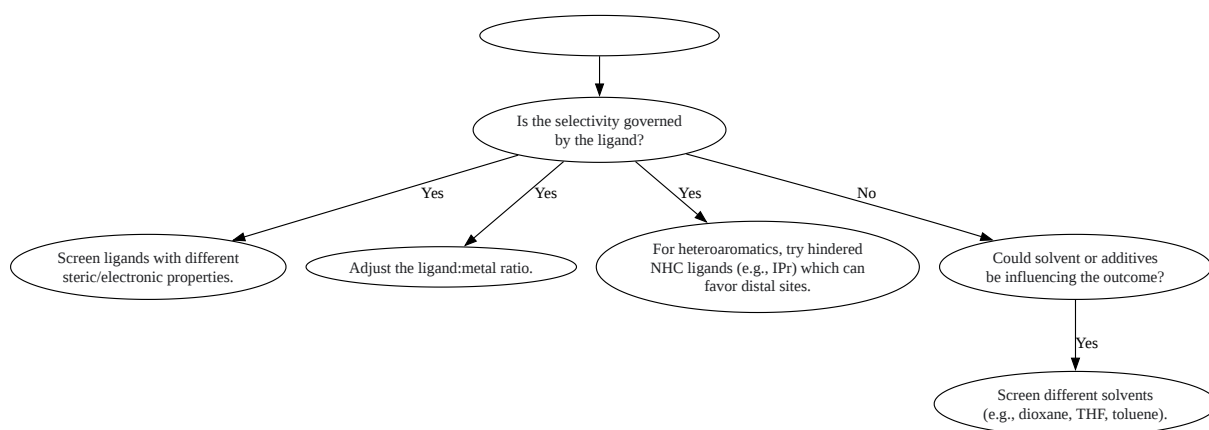 Is the selectivity governed
by the ligand?
Yes
Yes
Yes
No
Screen ligands with different
steric/electronic properties.
Adjust the ligand:metal ratio.
For heteroaromatics, try hindered
NHC ligands (e.g., IPr) which can
favor distal sites.
Could solvent or additives
be influencing the outcome?
Yes
Screen different solvents
(e.g., dioxane, THF, toluene).